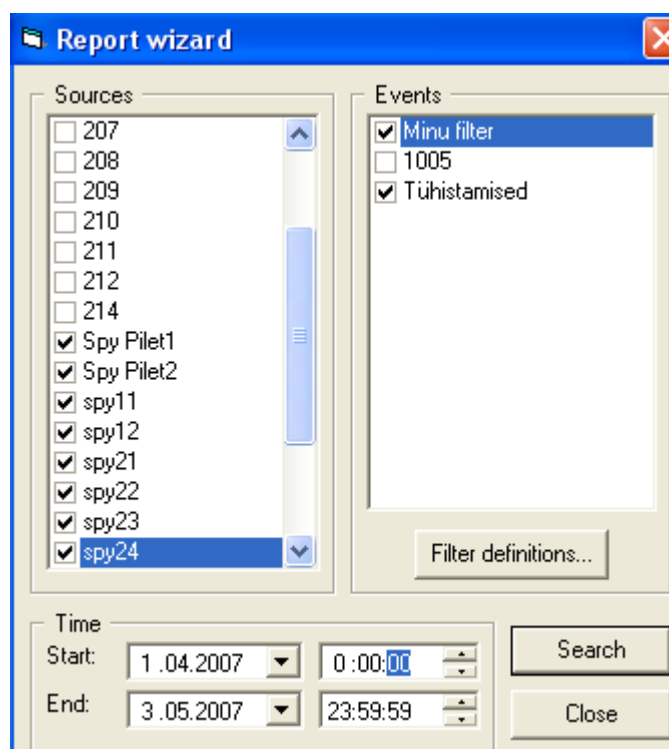 Report wizard
Sources
207
208
209
210
211
212
214
Spy Pilet1
Spy Pilet2
spy11
spy12
spy21
spy22
spy23
spy24
Events
Minu filter
1005
Tühistamised
Filter definitions...
Time
Start:
1 .04.2007
0 :00:00
End:
3 .05.2007
23:59:59
Search
Close